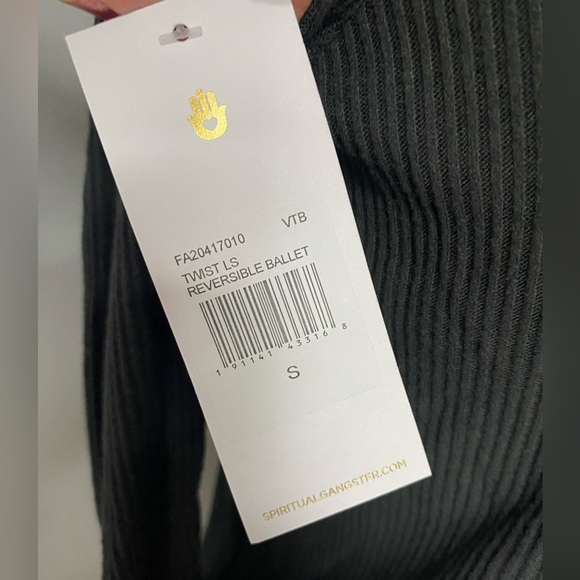 FA20417010 VTB
TWIST LS
REVERSIBLE BALLET
1 91141 43316 8
S
SPIRITUALGANGSTER.COM